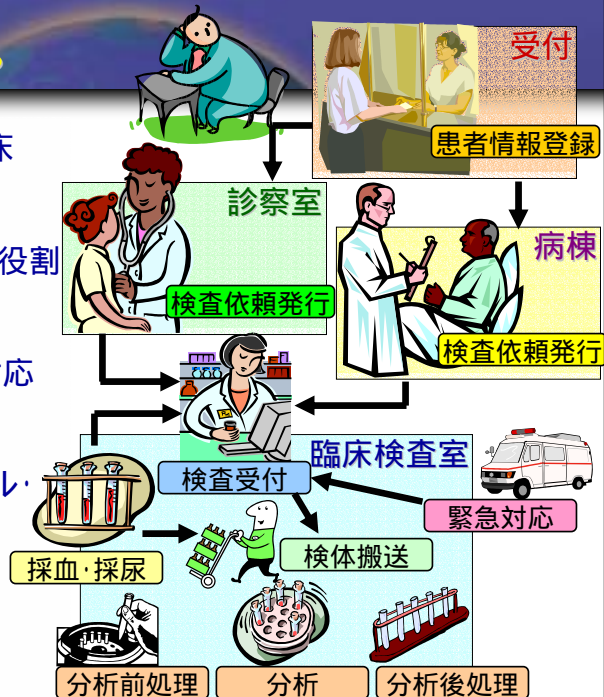 受付
患者情報登録
床
診察室
病棟
役割
検査依頼発行
検査依頼発行
応
臨床検査室
検査受付
ル・
緊急対応
検体搬送
採血・採尿
分析前処理
分析
分析後処理